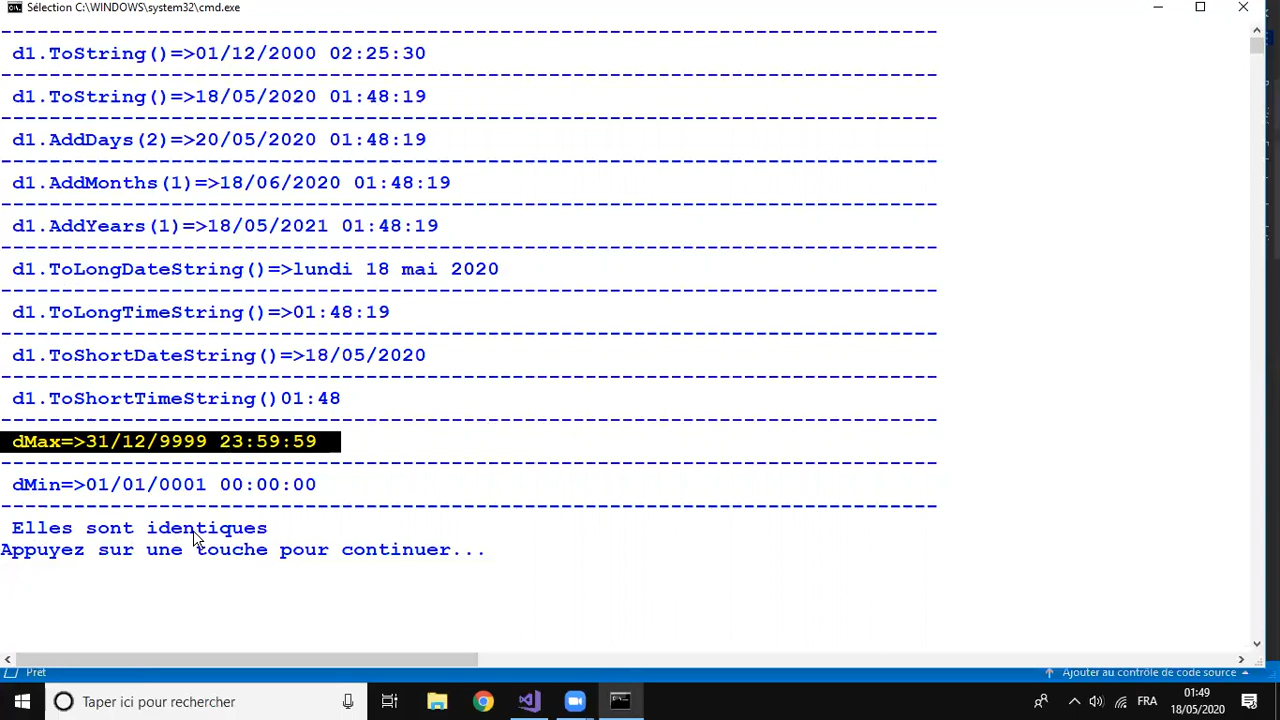 Sélection C:\WINDOWS\system32\cmd.exe
--------------------------------------------------------------------------------
d1.ToString()=>01/12/2000 02:25:30
--------------------------------------------------------------------------------
d1.ToString()=>18/05/2020 01:48:19
--------------------------------------------------------------------------------
d1.AddDays(2)=>20/05/2020 01:48:19
--------------------------------------------------------------------------------
d1.AddMonths(1)=>18/06/2020 01:48:19
--------------------------------------------------------------------------------
d1.AddYears(1)=>18/05/2021 01:48:19
--------------------------------------------------------------------------------
d1.ToLongDateString()=>lundi 18 mai 2020
--------------------------------------------------------------------------------
d1.ToLongTimeString()=>01:48:19
--------------------------------------------------------------------------------
d1.ToShortDateString()=>18/05/2020
--------------------------------------------------------------------------------
d1.ToShortTimeString()01:48
--------------------------------------------------------------------------------
dMax=>31/12/9999 23:59:59
--------------------------------------------------------------------------------
dMin=>01/01/0001 00:00:00
--------------------------------------------------------------------------------
Elles sont identiques
Appuyez sur une touche pour continuer...
Prêt
Ajouter au contrôle de code source
Taper ici pour rechercher
FRA
01:49
18/05/2020